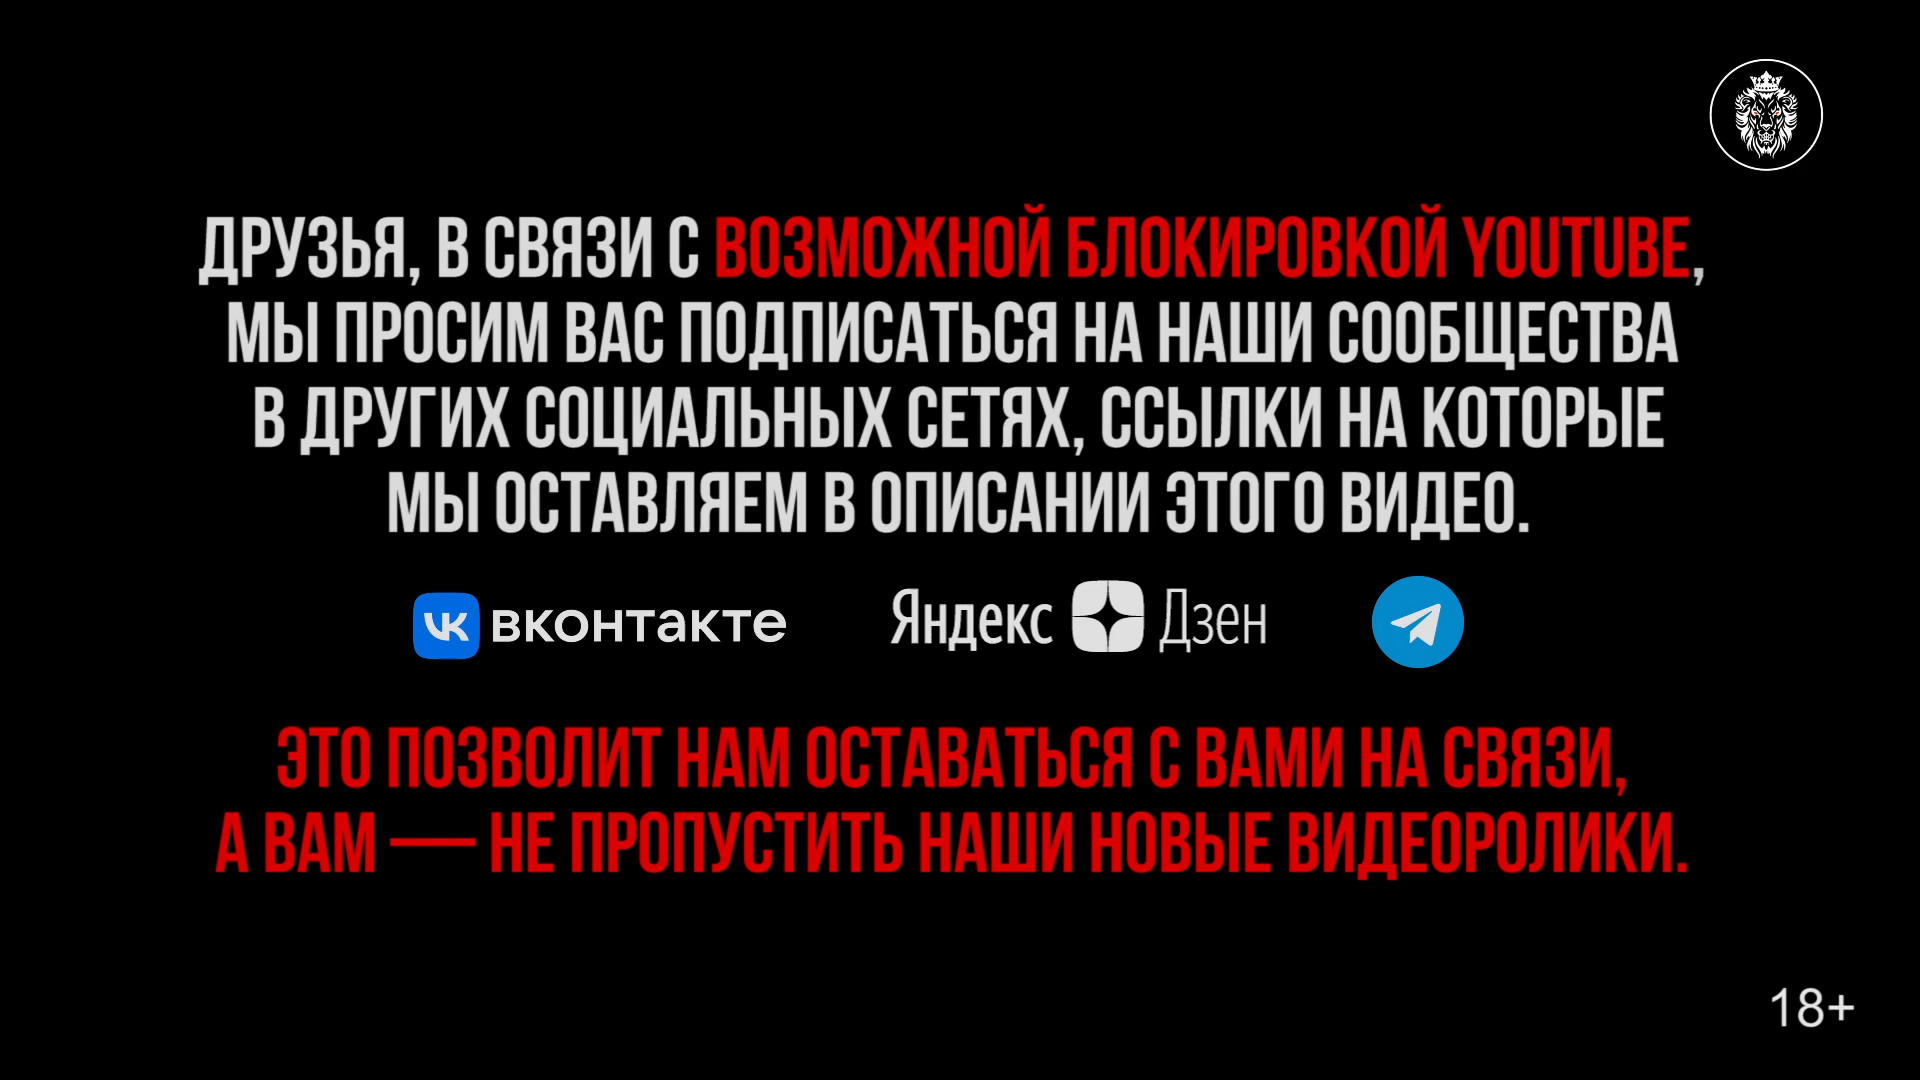 ДРУЗЬЯ, В СВЯЗИ С ВОЗМОЖНОЙ БЛОКИРОВКОЙ YOUTUBE,
МЫ ПРОСИМ ВАС ПОДПИСАТЬСЯ НА НАШИ СООБЩЕСТВА
В ДРУГИХ СОЦИАЛЬНЫХ СЕТЯХ, ССЫЛКИ НА КОТОРЫЕ
МЫ ОСТАВЛЯЕМ В ОПИСАНИИ ЭТОГО ВИДЕО.
VK ВКОНТАКТЕ Яндекс Дзен
ЭТО ПОЗВОЛИТ НАМ ОСТАВАТЬСЯ С ВАМИ НА СВЯЗИ,
А ВАМ — НЕ ПРОПУСТИТЬ НАШИ НОВЫЕ ВИДЕОРОЛИКИ.
18+